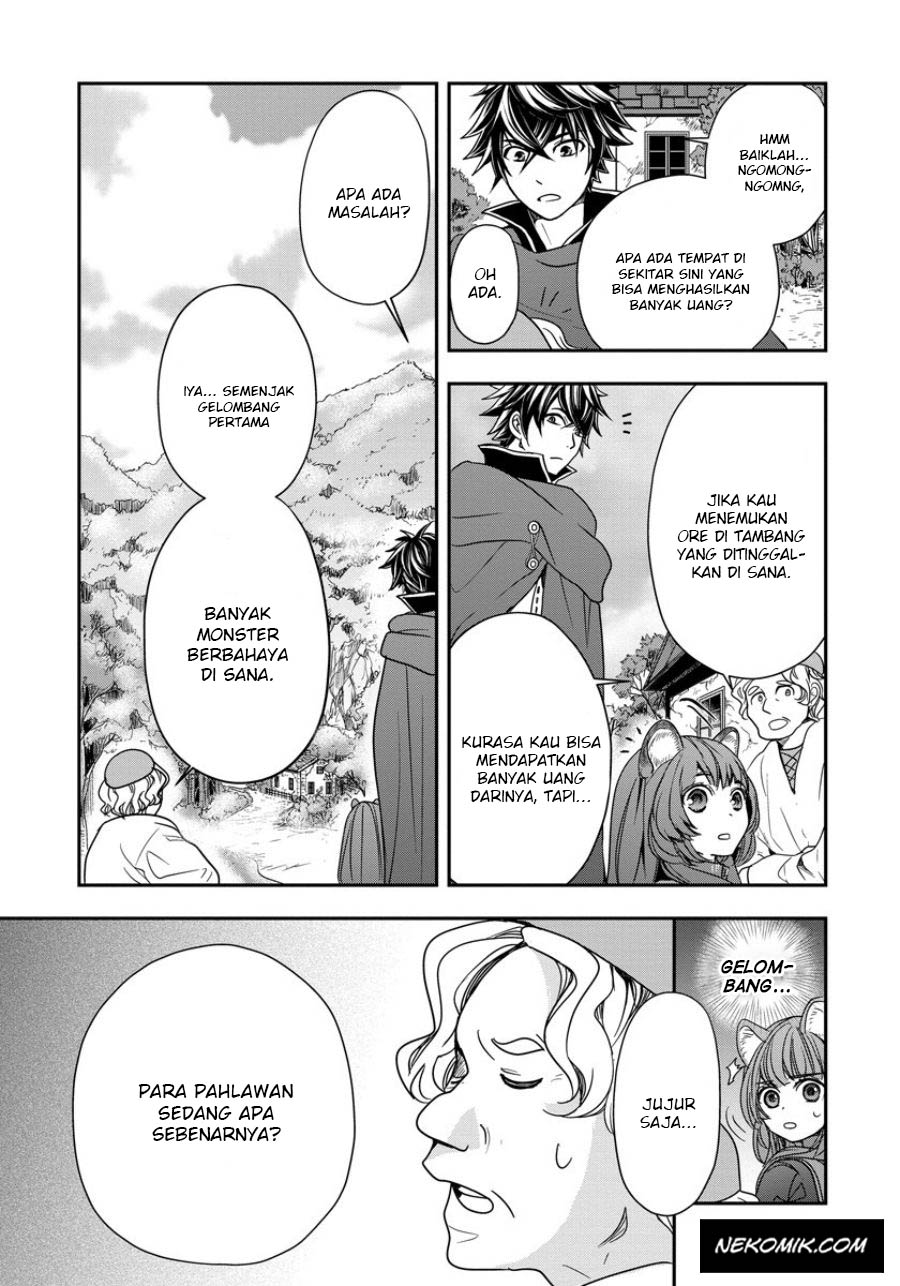 HMM
BAIKLAH...
NGOMONG-
NGOMNG,
APA ADA TEMPAT DI
SEKITAR SINI YANG
BISA MENGHASILKAN
BANYAK UANG?
OH
ADA.
JIKA KAU
MENEMUKAN
ORE DI TAMBANG
YANG DITINGGAL-
KAN DI SANA.
KURASA KAU BISA
MENDAPATKAN
BANYAK UANG
DARINYA, TAPI...
APA ADA
MASALAH?
IYA... SEMENJAK
GELOMBANG
PERTAMA
BANYAK
MONSTER
BERBAHAYA
DI SANA.
GELOM-
BANG...
JUJUR
SAJA...
PARA PAHLAWAN
SEDANG APA
SEBENARNYA?
NEKOMIK.COM